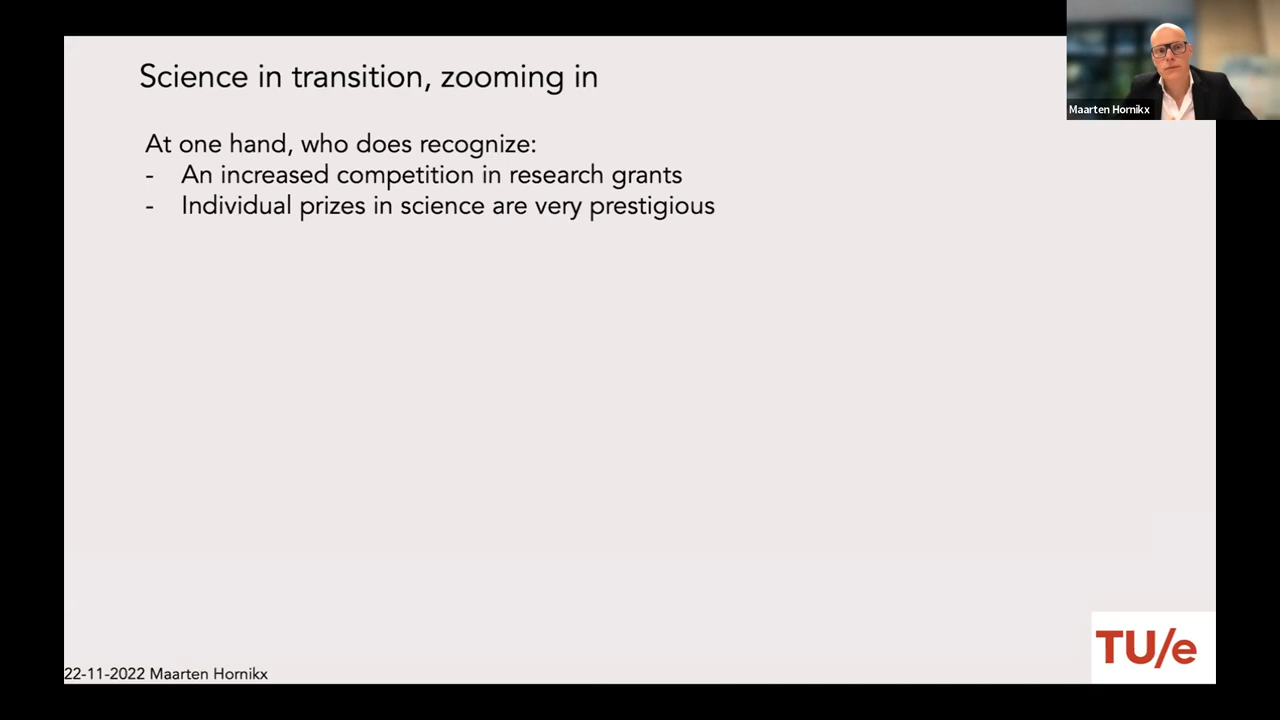 Science in transition, zooming in
Maarten Hornikx
At one hand, who does recognize:
- An increased competition in research grants
- Individual prizes in science are very prestigious
TU/e
22-11-2022 Maarten Hornikx